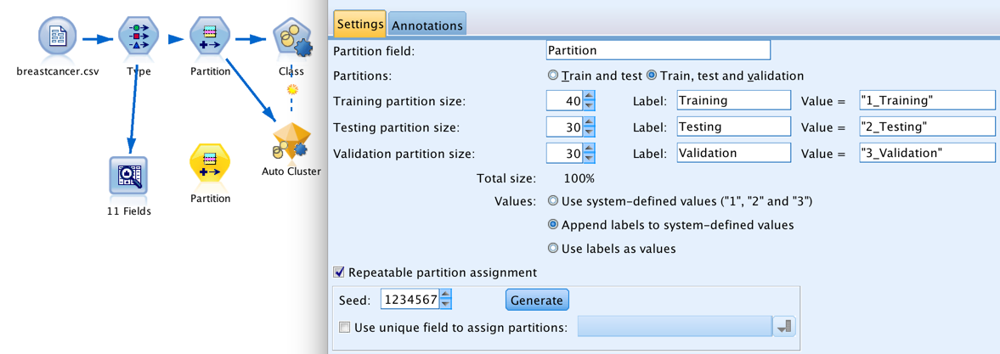 breastcancer.csv
Type
Partition
Class
11 Fields
Partition
Auto Cluster
Settings
Annotations
Partition field: Partition
Partitions: Train and test Train, test and validation
Training partition size: 40 Label: Training Value = "1_Training"
Testing partition size: 30 Label: Testing Value = "2_Testing"
Validation partition size: 30 Label: Validation Value = "3_Validation"
Total size: 100%
Values: Use system-defined values ("1", "2" and "3")
Append labels to system-defined values
Use labels as values
Repeatable partition assignment
Seed: 1234567 Generate
Use unique field to assign partitions: